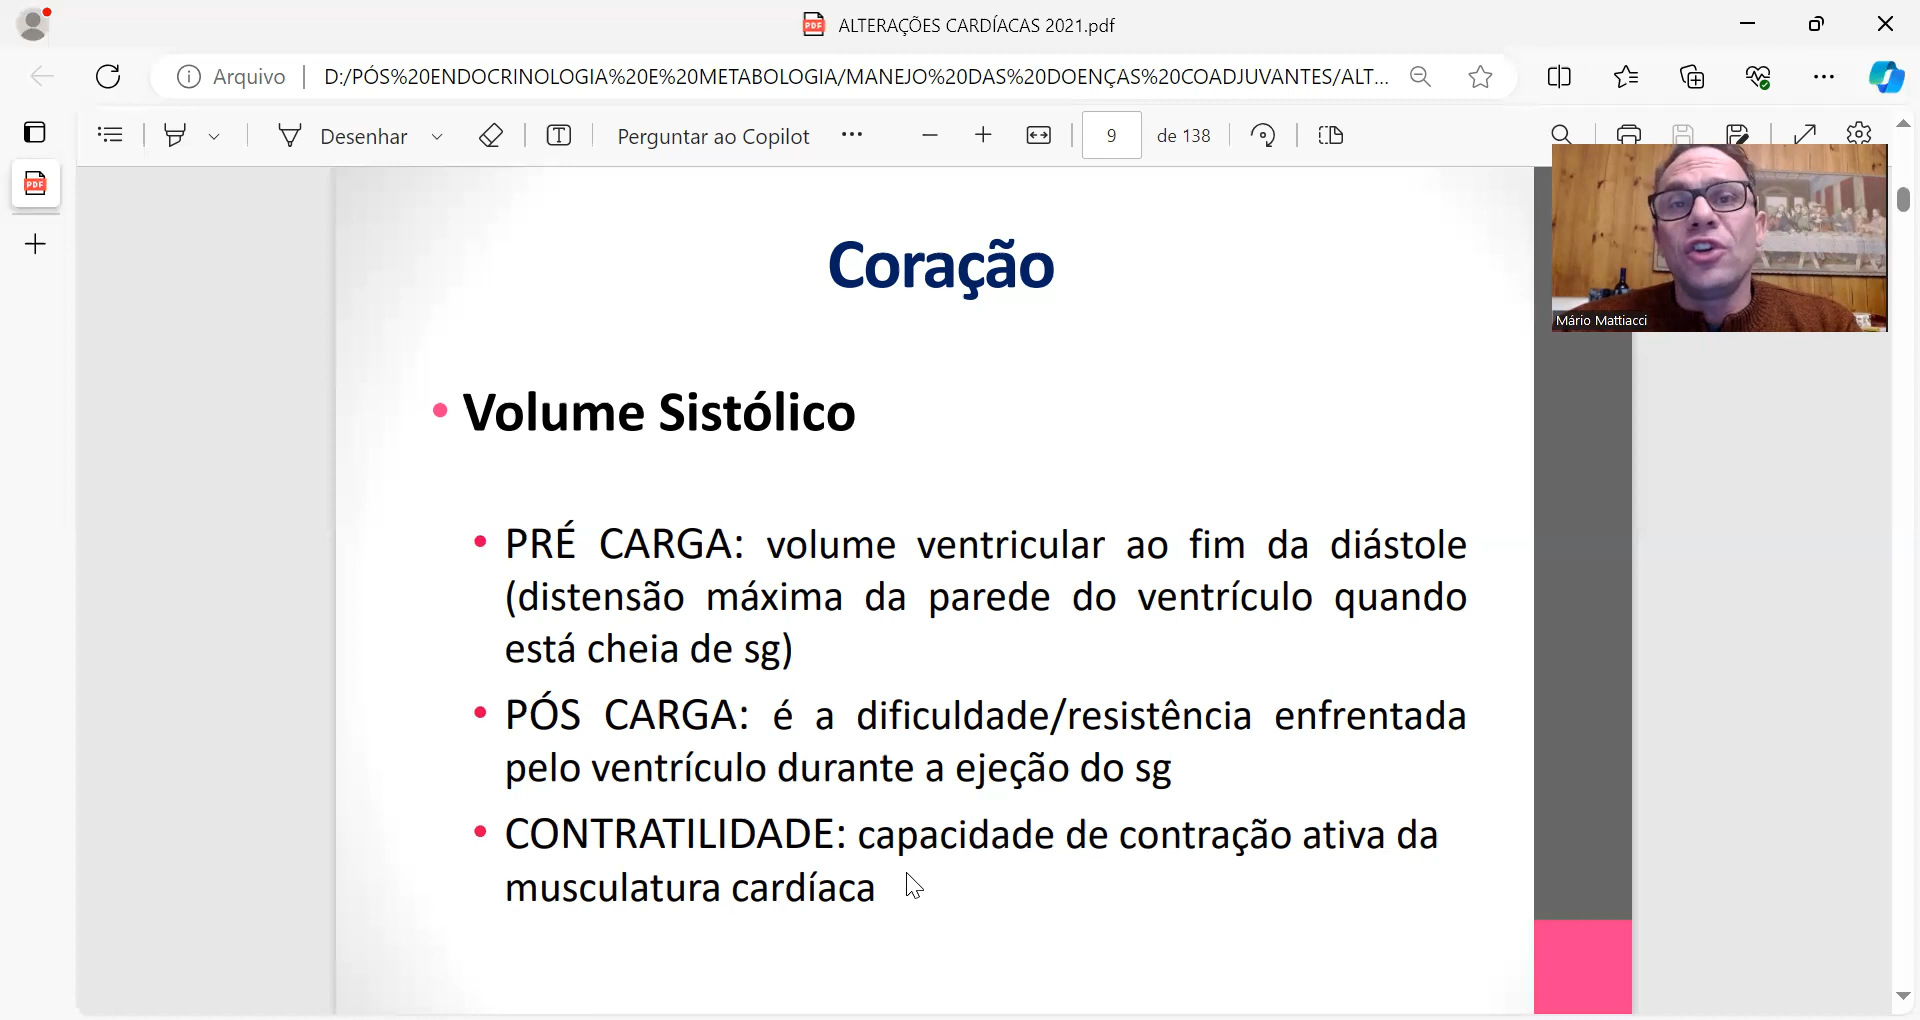 ALTERAÇÕES CARDÍACAS 2021.pdf
Arquivo
D:/PÓS%20ENDOCRINOLOGIA%20E%20METABOLOGIA/MANEJO%20DAS%20DOENÇAS%20COADJUVANTES/ALT...
PDF
Desenhar
Perguntar ao Copilot
9 de 138
Mário Mattiacci
Coração
• Volume Sistólico
• PRÉ CARGA: volume ventricular ao fim da diástole
(distensão máxima da parede do ventrículo quando
está cheia de sg)
• PÓS CARGA: é a dificuldade/resistência enfrentada
pelo ventrículo durante a ejeção do sg
• CONTRATILIDADE: capacidade de contração ativa da
musculatura cardíaca